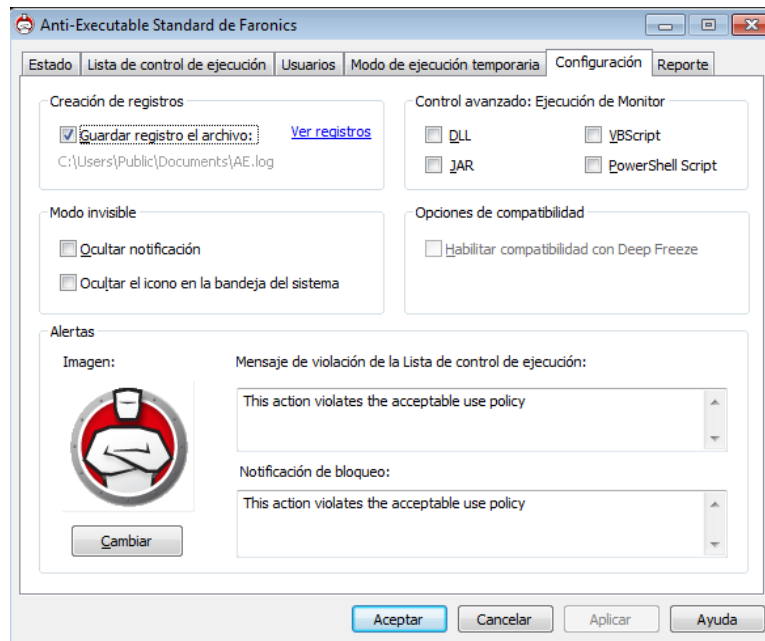 Anti-Executable Standard de Faronics
Estado Lista de control de ejecución Usuarios Modo de ejecución temporaria Configuración Reporte
Creación de registros
Guardar registro el archivo: Ver registros
C:\Users\Public\Documents\AE.log
Control avanzado: Ejecución de Monitor
DLL VBScript
JAR PowerShell Script
Modo invisible
Ocultar notificación
Ocultar el icono en la bandeja del sistema
Opciones de compatibilidad
Habilitar compatibilidad con Deep Freeze
Alertas
Imagen:
Cambiar
Mensaje de violación de la Lista de control de ejecución:
This action violates the acceptable use policy
Notificación de bloqueo:
This action violates the acceptable use policy
Aceptar Cancelar Aplicar Ayuda